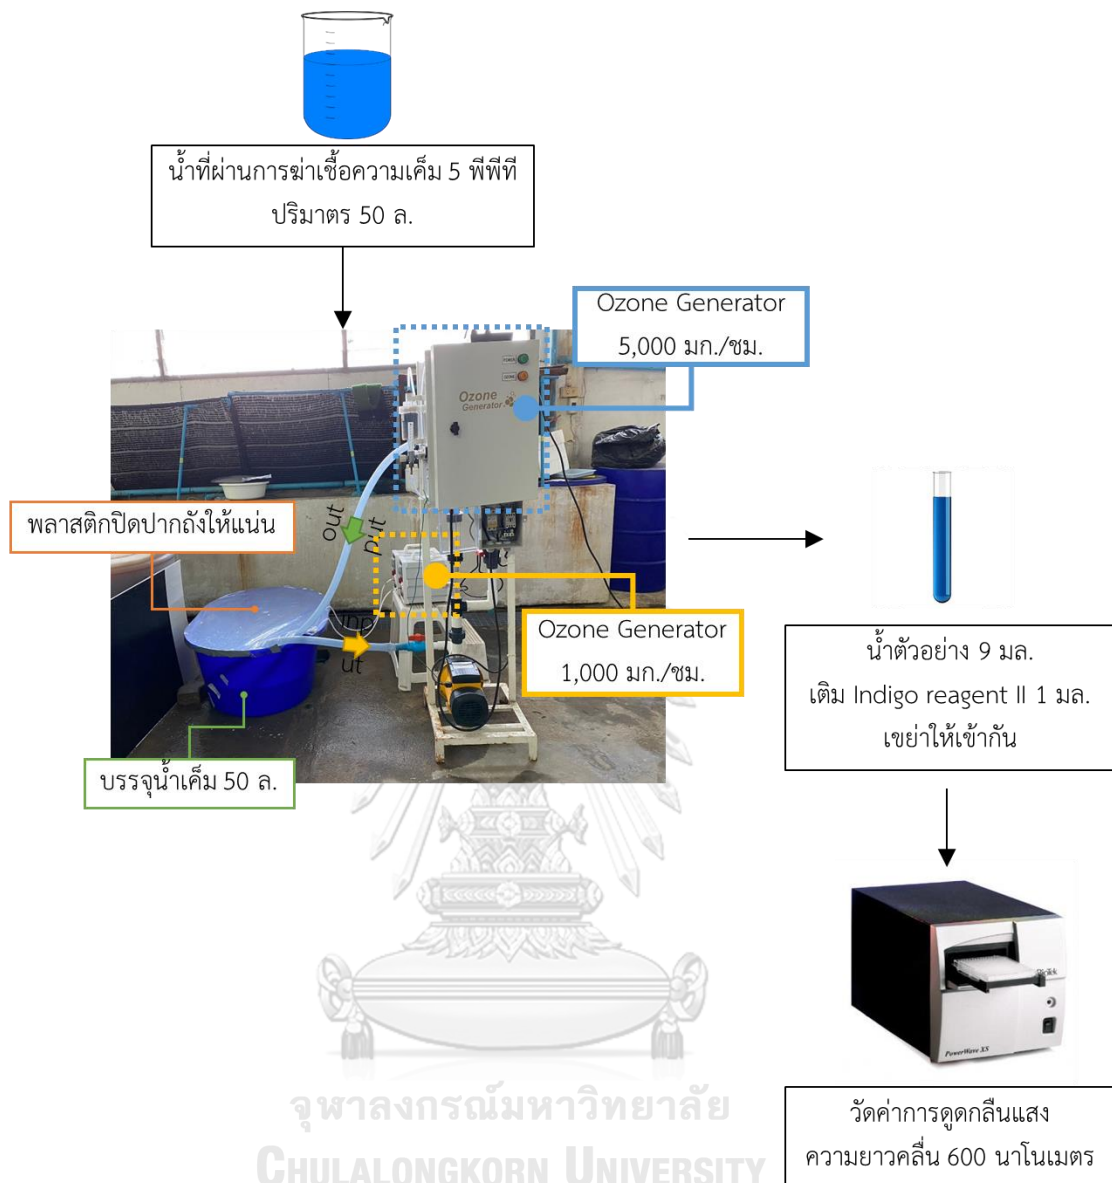 น้ำที่ผ่านการฆ่าเชื้อความเค็ม 5 พีพีที
ปริมาตร 50 ล.
Ozone Generator
5,000 มก./ชม.
POWER
OZONE
Ozone
Generator
พลาสติกปิดปากถังให้แน่น
out
put
inp
ut
Ozone Generator
1,000 มก./ชม.
บรรจุน้ำเค็ม 50 ล.
น้ำตัวอย่าง 9 มล.
เติม Indigo reagent II 1 มล.
เขย่าให้เข้ากัน
BioTek
PowerWave XS
วัดค่าการดูดกลืนแสง
ความยาวคลื่น 600 นาโนเมตร
จุฬาลงกรณ์มหาวิทยาลัย
CHULALONGKORN UNIVERSITY